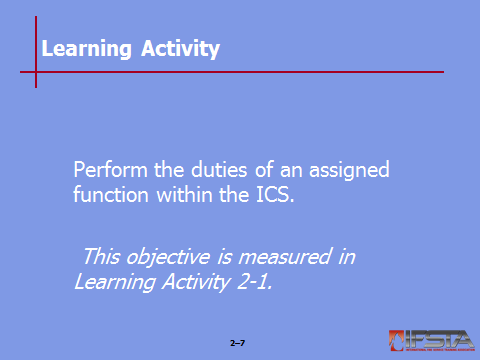 Learning Activity
Perform the duties of an assigned
function within the ICS.
This objective is measured in
Learning Activity 2-1.
2–7
IFSTA